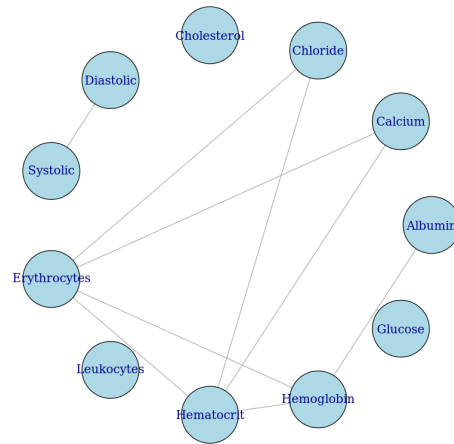 Cholesterol
Chloride
Diastolic
Calcium
Systolic
Albumin
Erythrocytes
Glucose
Leukocytes
Hemoglobin
Hematocrit